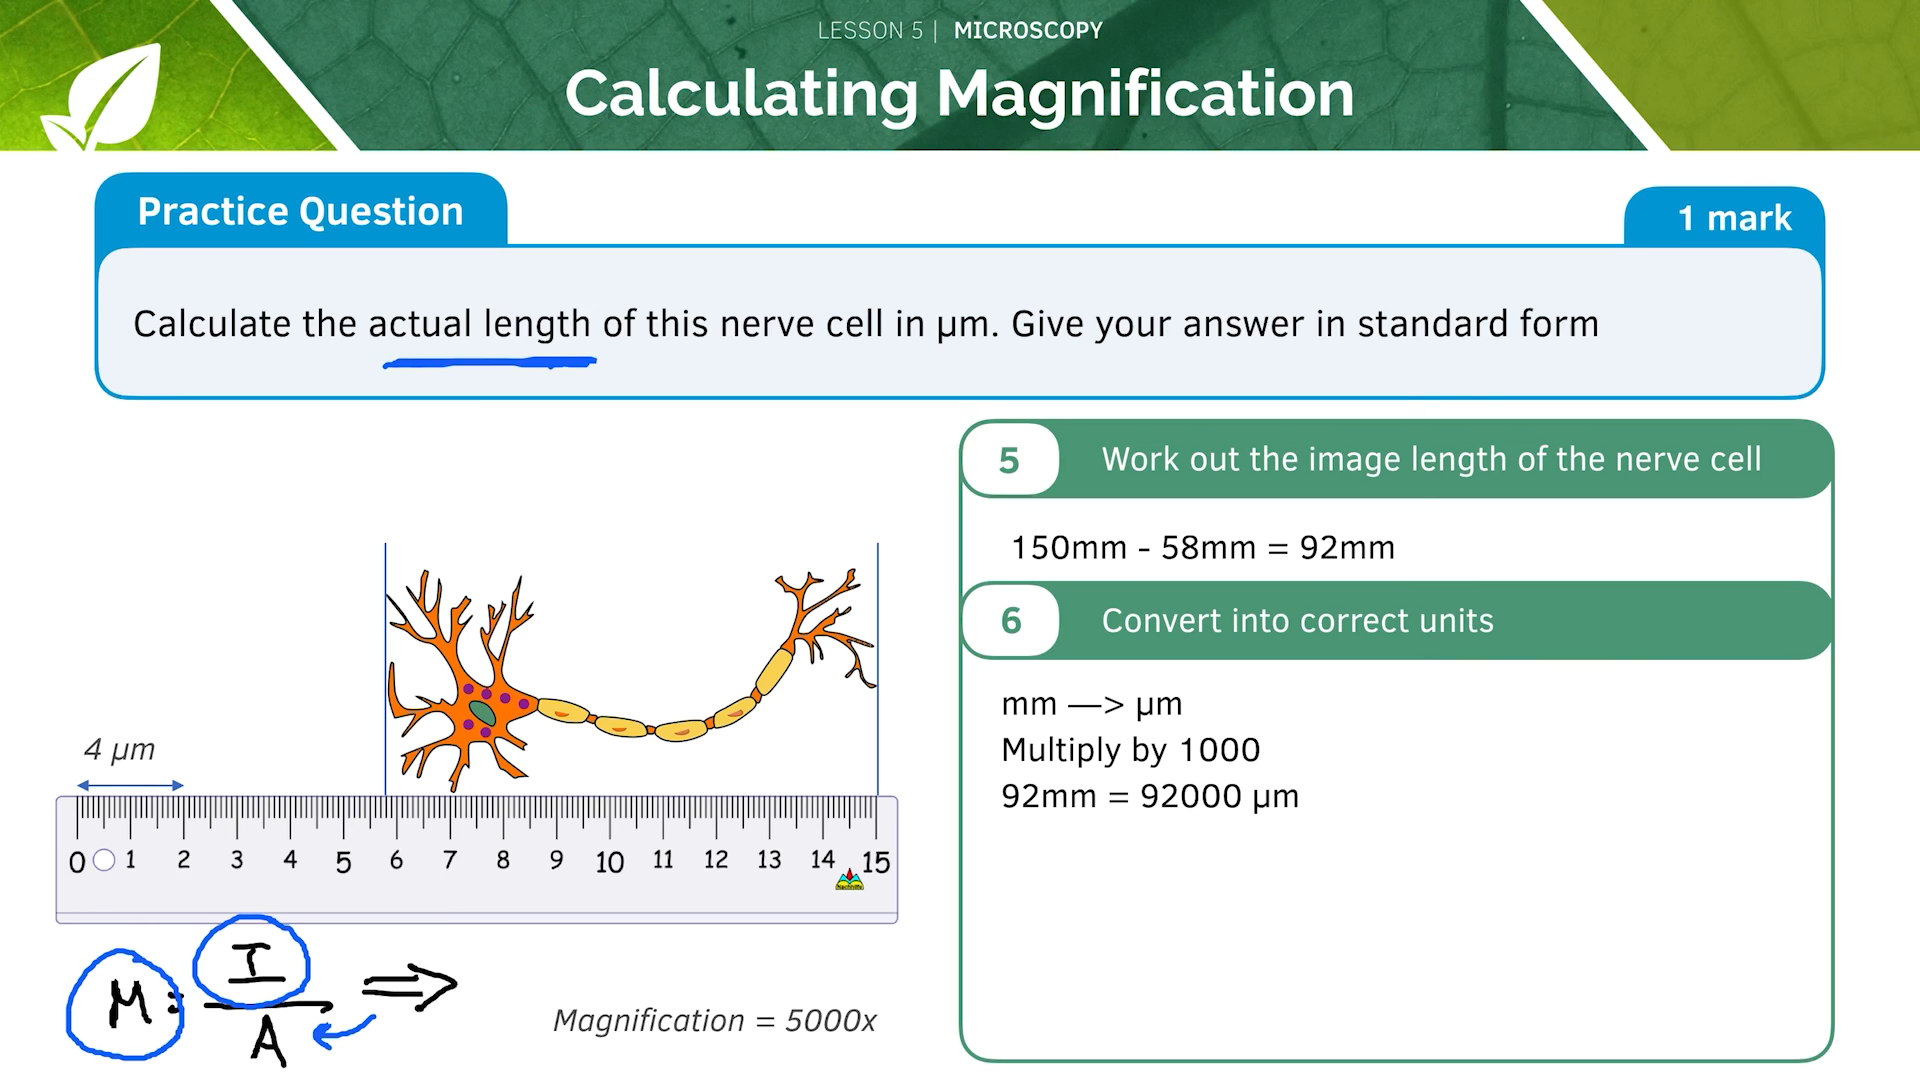 LESSON 5 | MICROSCOPY
Calculating Magnification
Practice Question
1 mark
Calculate the actual length of this nerve cell in µm. Give your answer in standard form
5 Work out the image length of the nerve cell
150mm - 58mm = 92mm
6 Convert into correct units
mm —> µm
Multiply by 1000
92mm = 92000 µm
4 µm
0 1 2 3 4 5 6 7 8 9 10 11 12 13 14 15
M = I
A
Magnification = 5000x